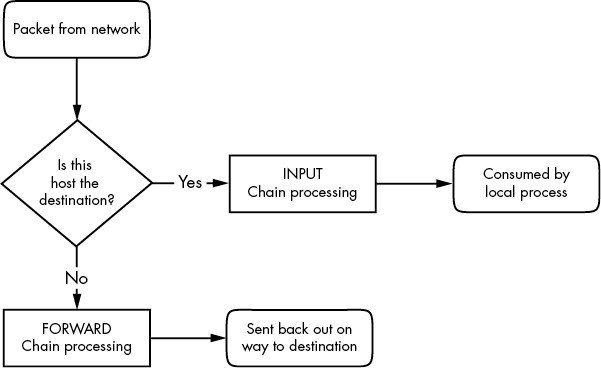 Packet from network
Is this
host the
destination?
Yes
INPUT
Chain processing
Consumed by
local process
No
FORWARD
Chain processing
Sent back out on
way to destination